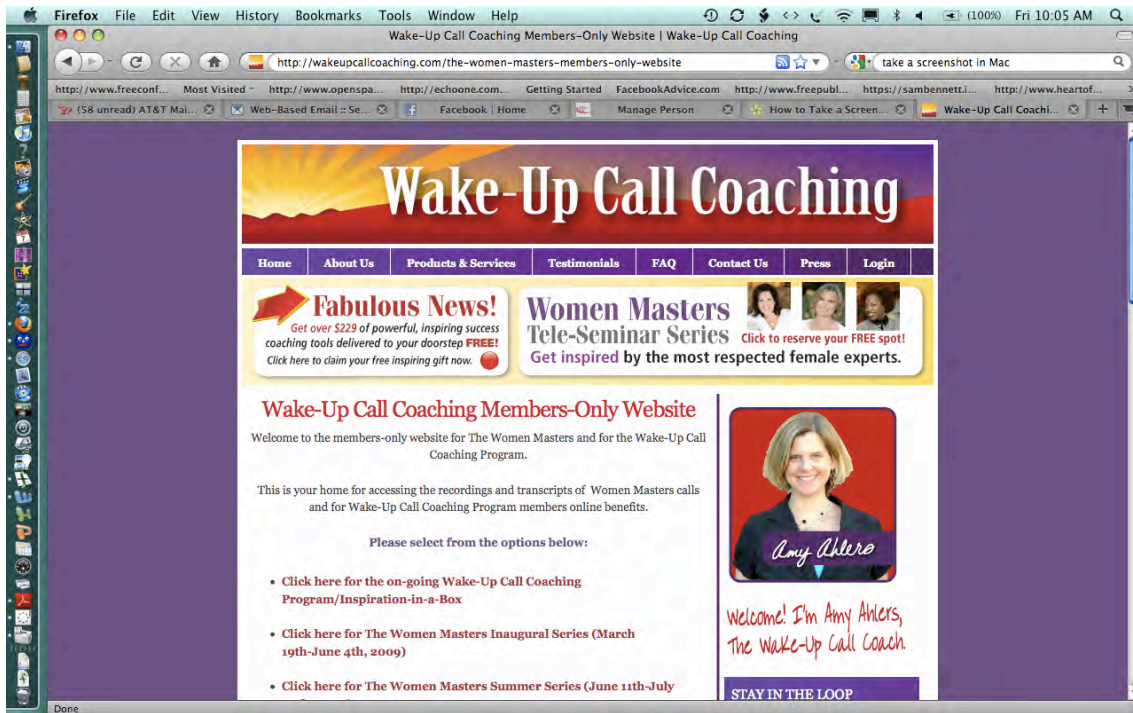 Firefox File Edit View History Bookmarks Tools Window Help (100%) Fri 10:05 AM
Wake-Up Call Coaching Members-Only Website | Wake-Up Call Coaching
http://wakeupcallcoaching.com/the-women-masters-members-only-website take a screenshot in Mac
http://www.freeconf... Most Visited http://www.openspa... http://echoone.com... Getting Started FacebookAdvice.com http://www.freepubl... https://sambennett.i... http://www.heartof...
(58 unread) AT&T Mai... Web-Based Email :: Se... Facebook | Home Manage Person How to Take a Screen... Wake-Up Call Coachi...
Wake-Up Call Coaching
Home About Us Products & Services Testimonials FAQ Contact Us Press Login
Fabulous News!
Get over $229 of powerful, inspiring success
coaching tools delivered to your doorstep FREE!
Click here to claim your free inspiring gift now.
Women Masters
Tele-Seminar Series Click to reserve your FREE spot!
Get inspired by the most respected female experts.
Wake-Up Call Coaching Members-Only Website
Welcome to the members-only website for The Women Masters and for the Wake-Up Call
Coaching Program.
This is your home for accessing the recordings and transcripts of Women Masters calls
and for Wake-Up Call Coaching Program members online benefits.
Please select from the options below:
• Click here for the on-going Wake-Up Call Coaching
Program/Inspiration-in-a-Box
• Click here for The Women Masters Inaugural Series (March
19th-June 4th, 2009)
• Click here for The Women Masters Summer Series (June 11th-July
Amy Ahlers
Welcome! I'm Amy Ahlers,
The Wake-Up Call Coach.
STAY IN THE LOOP
Done